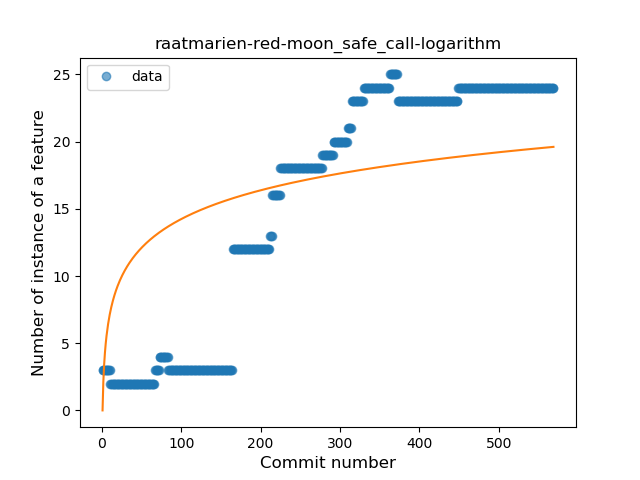 raatmarien-red-moon_safe_call-logarithm
data
Number of instance of a feature
25
20
15
10
5
0
0 100 200 300 400 500
Commit number